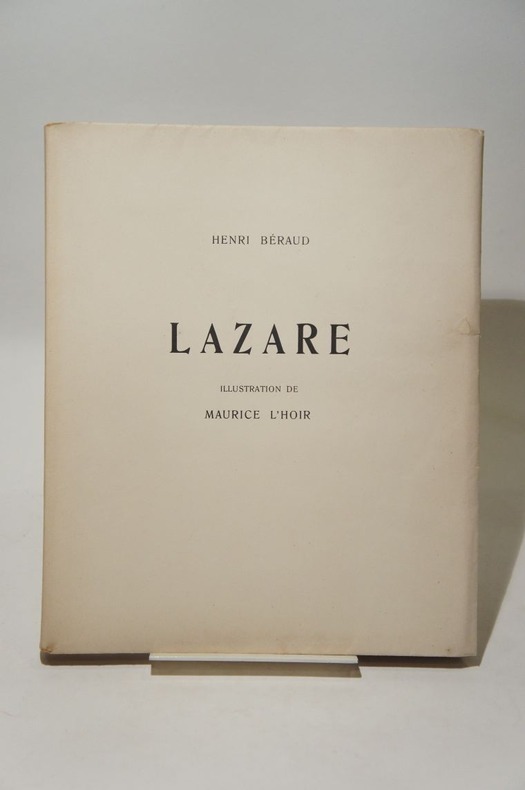 HENRI BÉRAUD
LAZARE
ILLUSTRATION DE
MAURICE L'HOIR